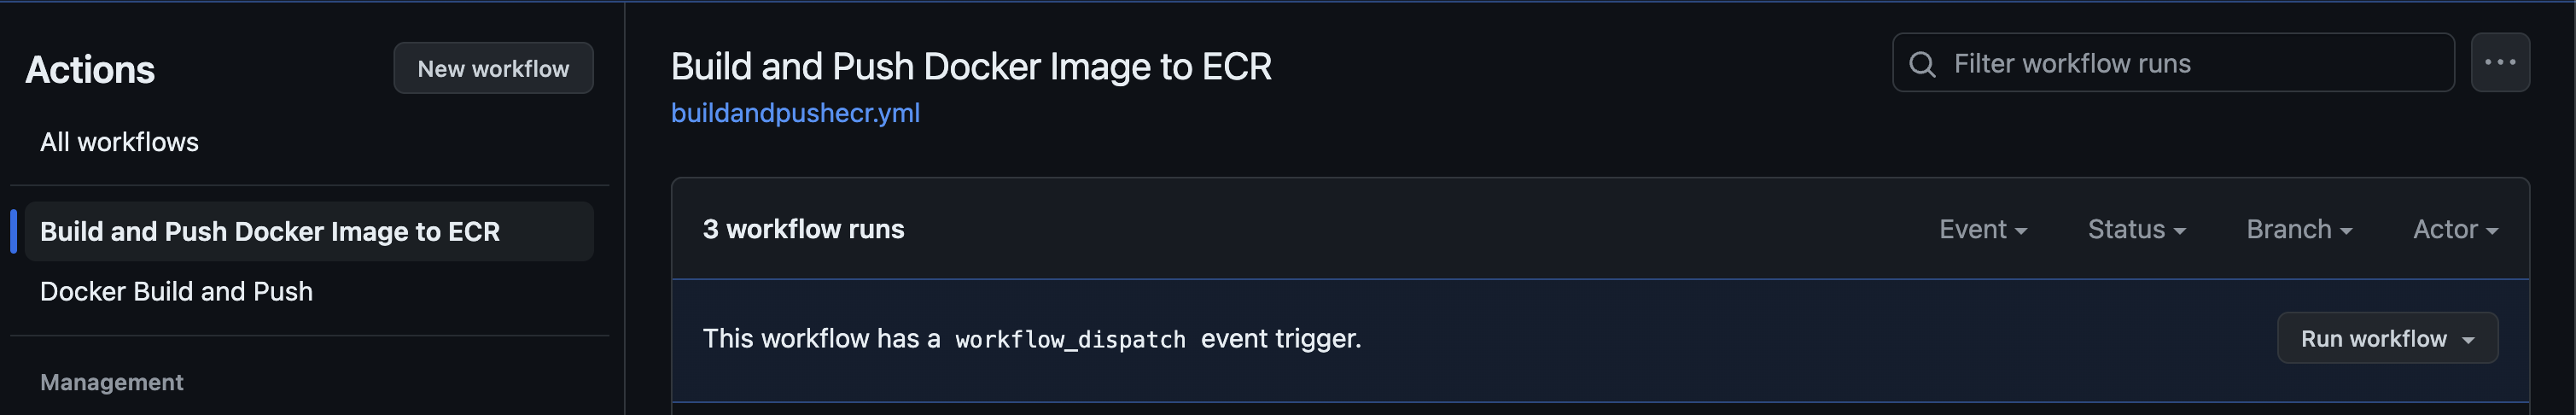 Actions
New workflow
All workflows
Build and Push Docker Image to ECR
Docker Build and Push
Management
Build and Push Docker Image to ECR
buildandpushecr.yml
Filter workflow runs
3 workflow runs
Event
Status
Branch
Actor
This workflow has a workflow_dispatch event trigger.
Run workflow